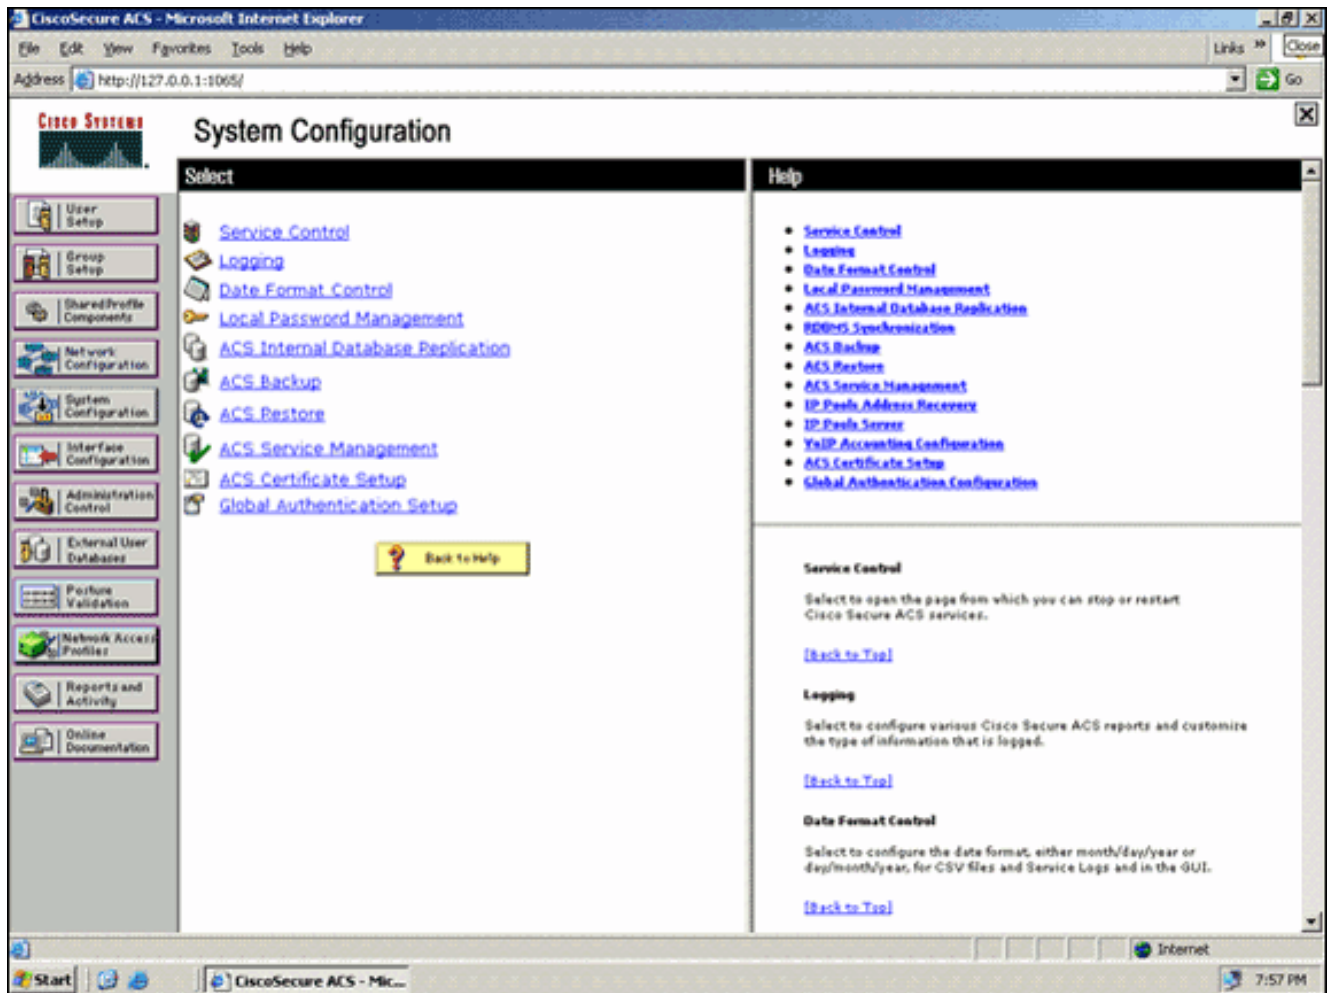 CiscoSecure ACS - Microsoft Internet Explorer
File Edit View Favorites Tools Help
Links »
Close
Address http://127.0.0.1:1065/
Go
CISCO SYSTEMS
System Configuration
Select
User Setup
Group Setup
Shared Profile Components
Network Configuration
System Configuration
Interface Configuration
Administration Control
External User Databases
Posture Validation
Network Access Profiles
Reports and Activity
Online Documentation
Service Control
Logging
Date Format Control
Local Password Management
ACS Internal Database Replication
ACS Backup
ACS Restore
ACS Service Management
ACS Certificate Setup
Global Authentication Setup
? Back to Help
Help
• Service Control
• Logging
• Date Format Control
• Local Password Management
• ACS Internal Database Replication
• RDBMS Synchronization
• ACS Backup
• ACS Restore
• ACS Service Managment
• IP Pools Address Recovery
• IP Pools Server
• VoIP Accounting Configuration
• ACS Certificate Setup
• Global Authentication Configuration
Service Control
Select to open the page from which you can stop or restart
Cisco Secure ACS services.
[Back to Top]
Logging
Select to configure various Cisco Secure ACS reports and customize
the type of information that is logged.
[Back to Top]
Date Format Control
Select to configure the date format, either month/day/year or
day/month/year, for CSV files and Service Logs and in the GUI.
[Back to Top]
Internet
Start
CiscoSecure ACS - Mic...
7:57 PM